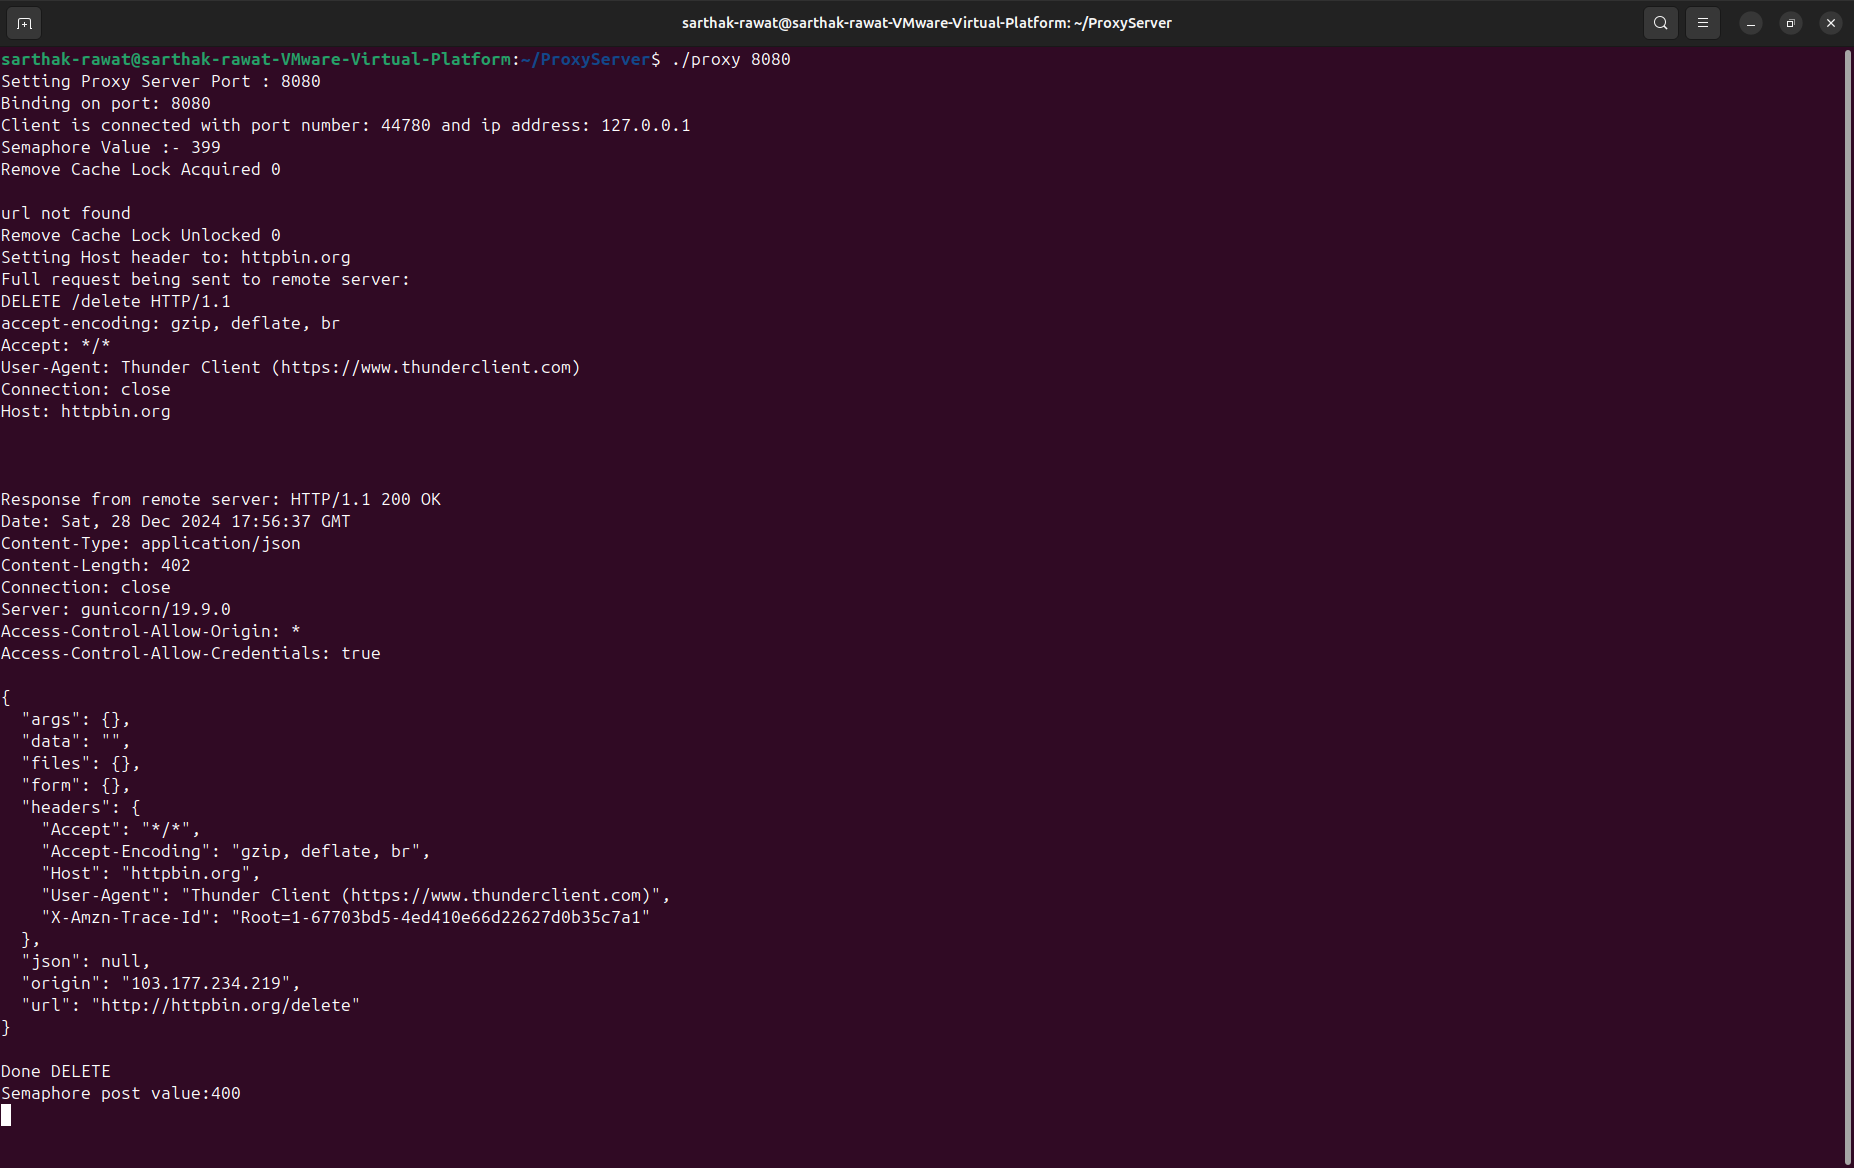 sarthak-rawat@sarthak-rawat-VMware-Virtual-Platform: ~/ProxyServer
sarthak-rawat@sarthak-rawat-VMware-Virtual-Platform:~/ProxyServer$ ./proxy 8080
Setting Proxy Server Port : 8080
Binding on port: 8080
Client is connected with port number: 44780 and ip address: 127.0.0.1
Semaphore Value :- 399
Remove Cache Lock Acquired 0

url not found
Remove Cache Lock Unlocked 0
Setting Host header to: httpbin.org
Full request being sent to remote server:
DELETE /delete HTTP/1.1
accept-encoding: gzip, deflate, br
Accept: */*
User-Agent: Thunder Client (https://www.thunderclient.com)
Connection: close
Host: httpbin.org

Response from remote server: HTTP/1.1 200 OK
Date: Sat, 28 Dec 2024 17:56:37 GMT
Content-Type: application/json
Content-Length: 402
Connection: close
Server: gunicorn/19.9.0
Access-Control-Allow-Origin: *
Access-Control-Allow-Credentials: true

{
  "args": {},
  "data": "",
  "files": {},
  "form": {},
  "headers": {
    "Accept": "*/*",
    "Accept-Encoding": "gzip, deflate, br",
    "Host": "httpbin.org",
    "User-Agent": "Thunder Client (https://www.thunderclient.com)",
    "X-Amzn-Trace-Id": "Root=1-67703bd5-4ed410e66d22627d0b35c7a1"
  },
  "json": null,
  "origin": "103.177.234.219",
  "url": "http://httpbin.org/delete"
}

Done DELETE
Semaphore post value:400